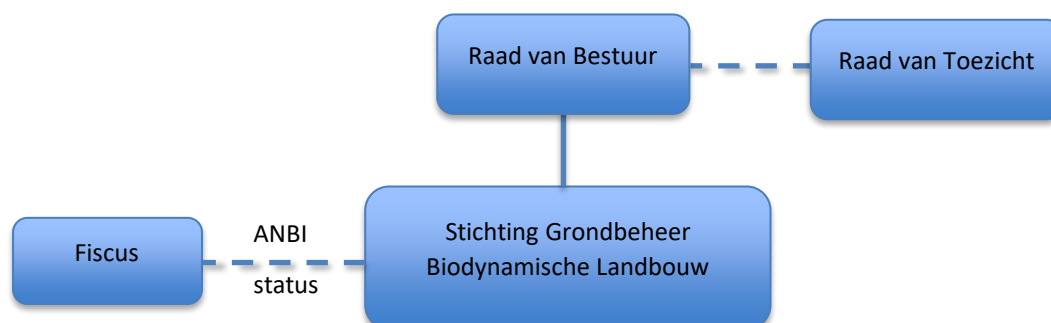 Raad van Bestuur
Raad van Toezicht
Fiscus
ANBI
status
Stichting Grondbeheer
Biodynamische Landbouw